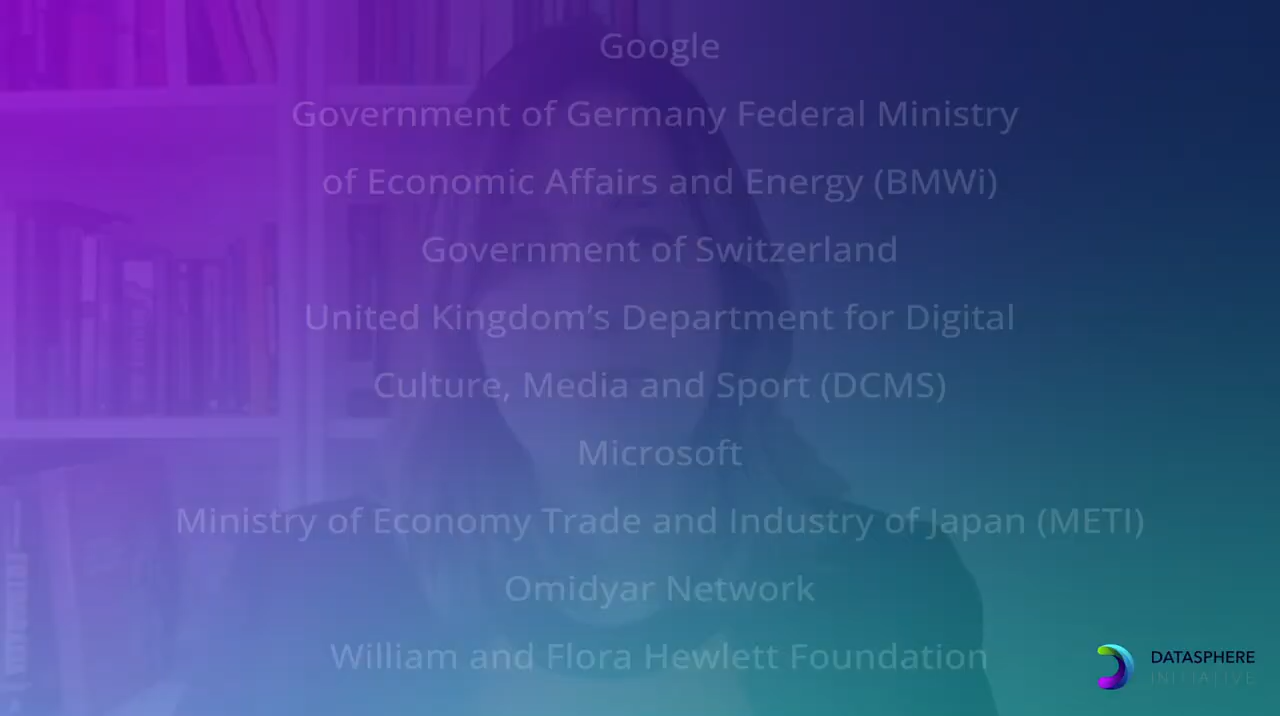 Google
Government of Germany Federal Ministry
of Economic Affairs and Energy (BMWi)
Government of Switzerland
United Kingdom’s Department for Digital
Culture, Media and Sport (DCMS)
Microsoft
Ministry of Economy Trade and Industry of Japan (METI)
Omidyar Network
William and Flora Hewlett Foundation
DATASPHERE
INITIATIVE